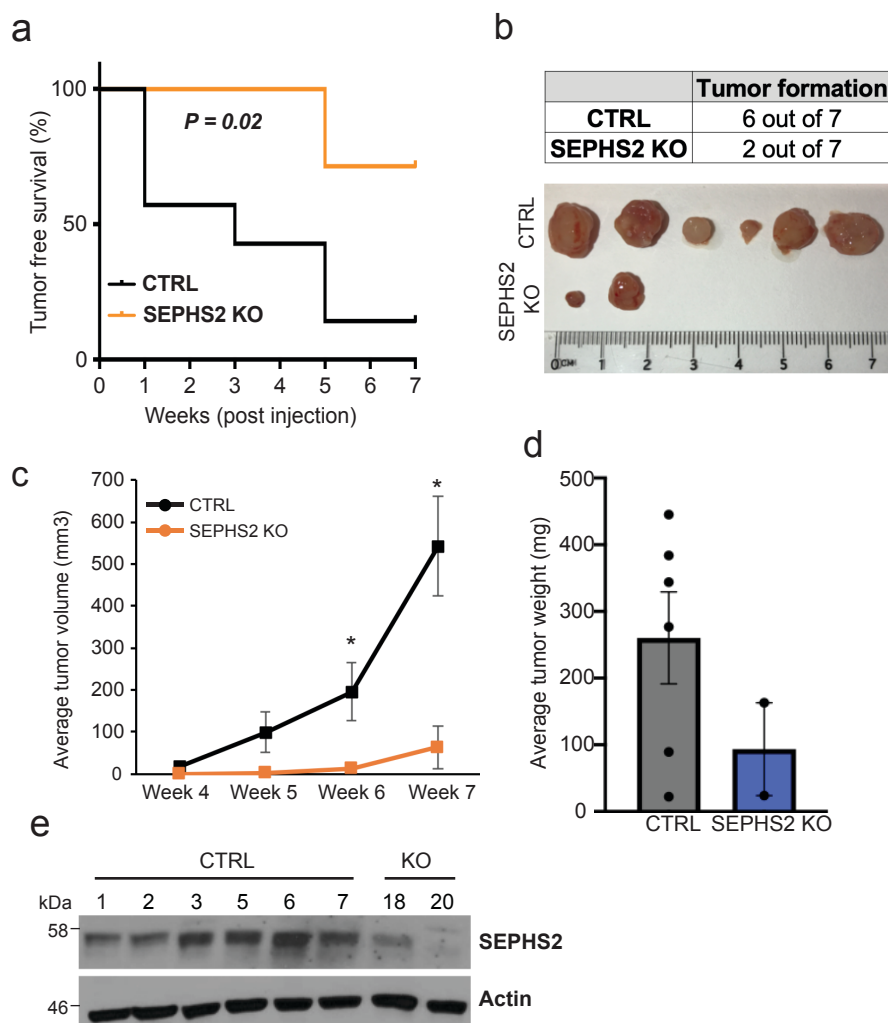 a
Tumor free survival (%)
100
50
0
P = 0.02
CTRL
SEPHS2 KO
0 1 2 3 4 5 6 7
Weeks (post injection)
b
Tumor formation
CTRL 6 out of 7
SEPHS2 KO 2 out of 7
CTRL
SEPHS2
KO
0 CM 1 2 3 4 5 6 7
c
Average tumor volume (mm3)
700
600
500
400
300
200
100
0
CTRL
SEPHS2 KO
*
*
Week 4 Week 5 Week 6 Week 7
d
Average tumor weight (mg)
500
400
300
200
100
0
CTRL SEPHS2 KO
e
CTRL KO
kDa 1 2 3 5 6 7 18 20
58
SEPHS2
46
Actin